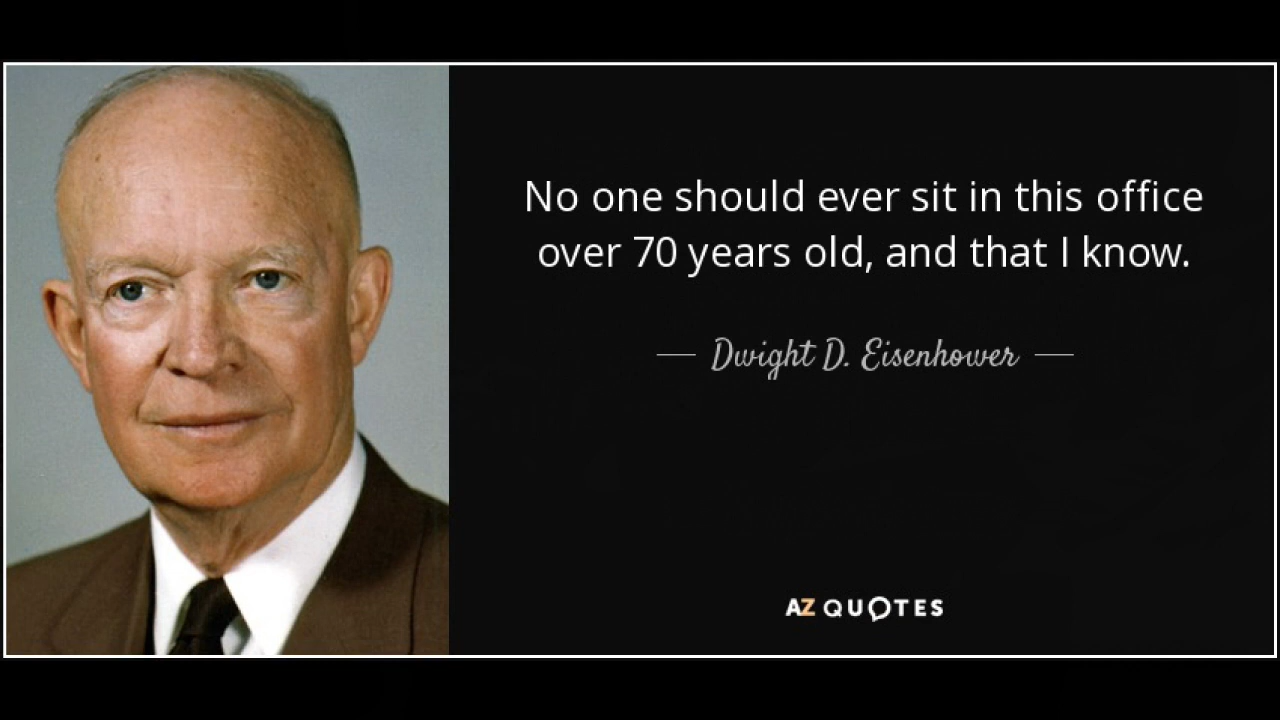 No one should ever sit in this office
over 70 years old, and that I know.
— Dwight D. Eisenhower —
AZ QUOTES